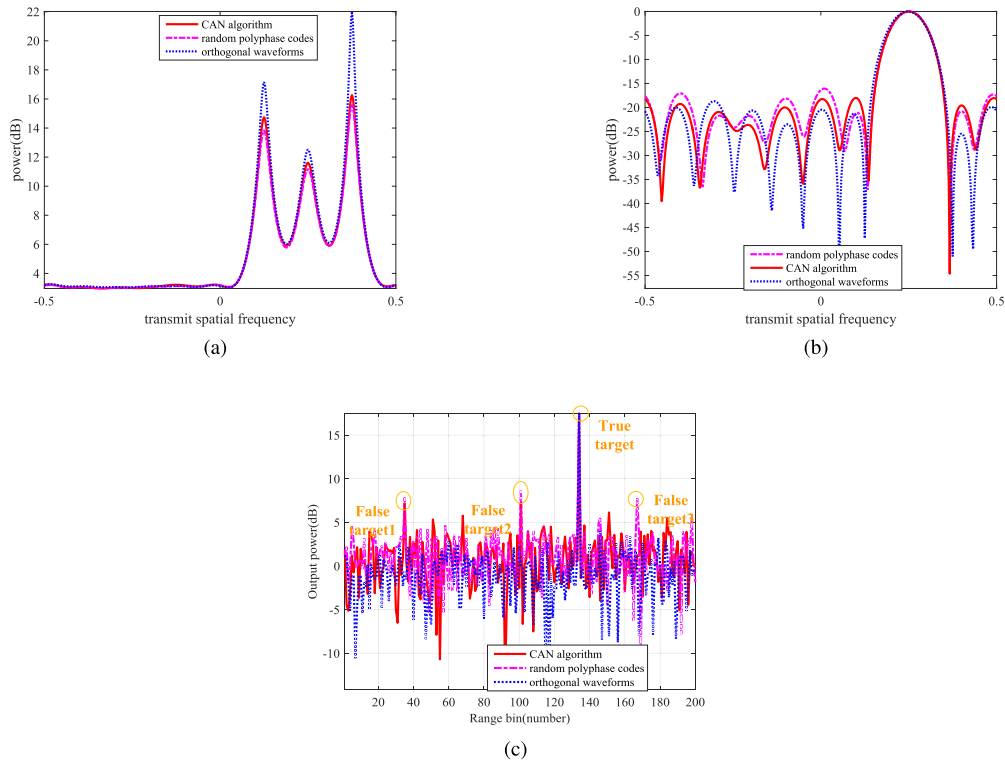 22
20
18
16
14
12
10
8
6
4
power(dB)
CAN algorithm
random polyphase codes
orthogonal waveforms
-0.5
0
0.5
transmit spatial frequency
(a)
0
-5
-10
-15
-20
-25
-30
-35
-40
-45
-50
-55
power(dB)
random polyphase codes
CAN algorithm
orthogonal waveforms
-0.5
0
0.5
transmit spatial frequency
(b)
15
10
5
0
-5
-10
Output power(dB)
True
target
False
target1
False
target2
False
target3
CAN algorithm
random polyphase codes
orthogonal waveforms
20
40
60
80
100
120
140
160
180
200
Range bin(number)
(c)